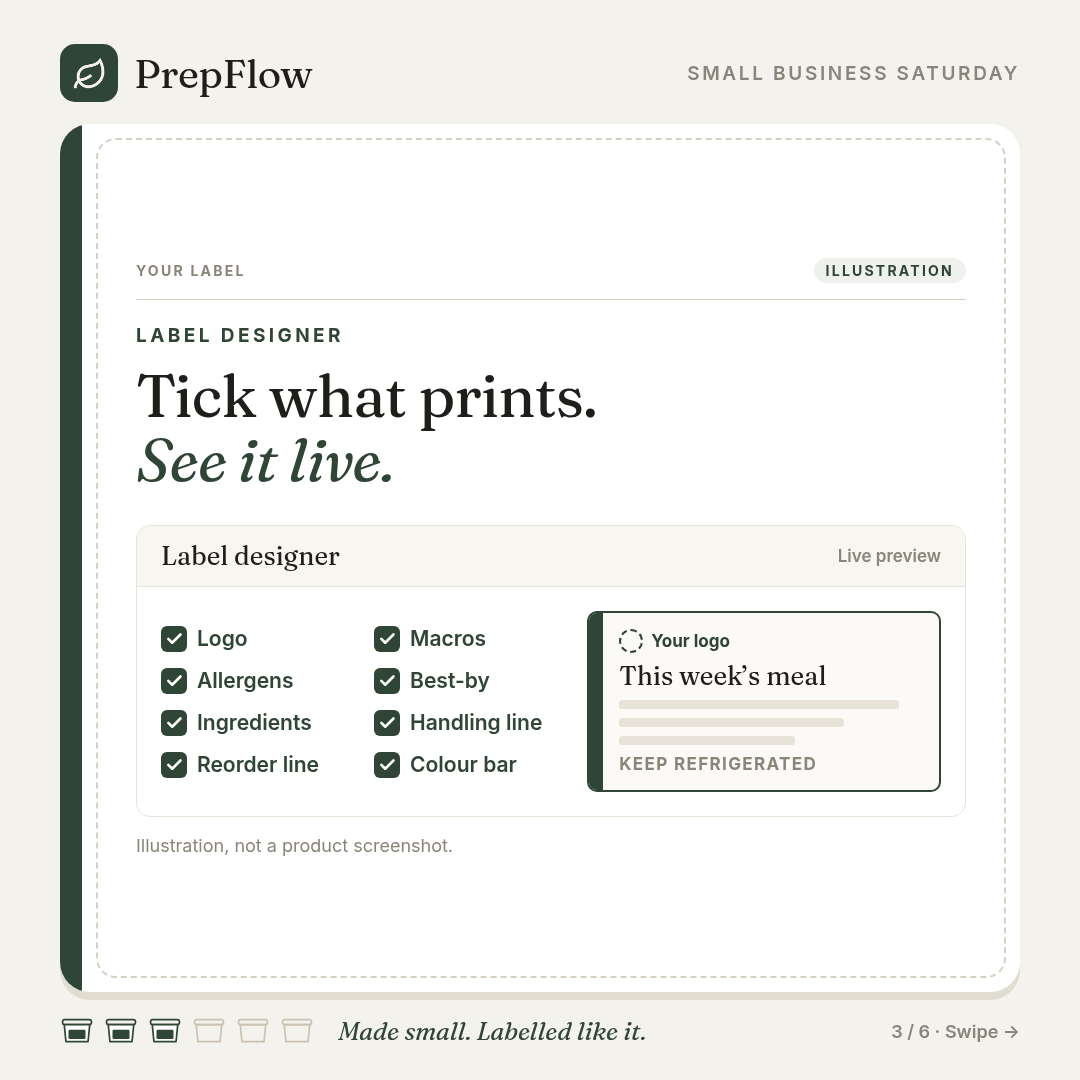 PrepFlow
SMALL BUSINESS SATURDAY
YOUR LABEL
ILLUSTRATION
LABEL DESIGNER
Tick what prints.
See it live.
Label designer
Live preview
Logo
Macros
Allergens
Best-by
Ingredients
Handling line
Reorder line
Colour bar
Your logo
This week’s meal
KEEP REFRIGERATED
Illustration, not a product screenshot.
Made small. Labelled like it.
3 / 6 · Swipe →